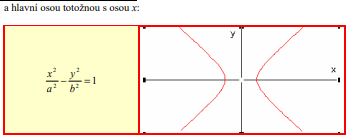 a hlavní osou totožnou s osou x:
x²/a² - y²/b² = 1
y
x